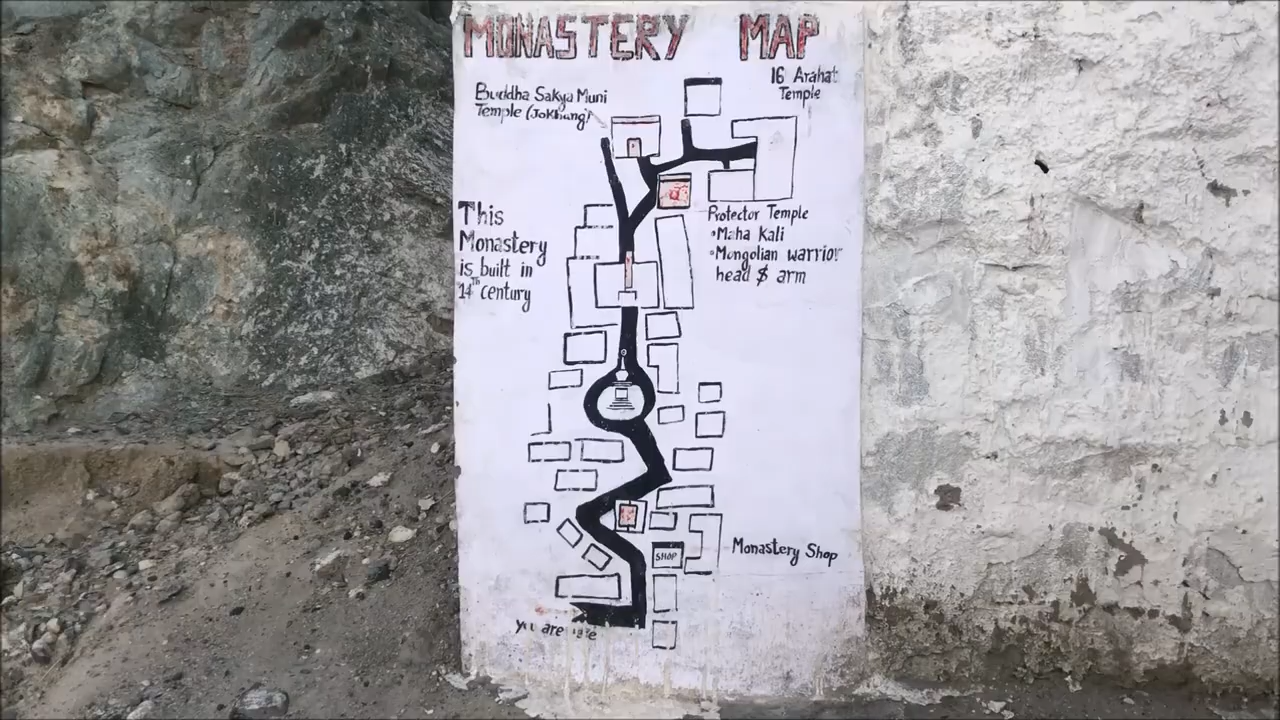 MONASTERY MAP
16 Arahat
Temple
Buddha Sakya Muni
Temple (JoKhang)
This
Monastery
is built in
14th century
Protector Temple
•Maha Kali
•Mongolian warrior
head $ arm
SHOP
Monastery Shop
you are here